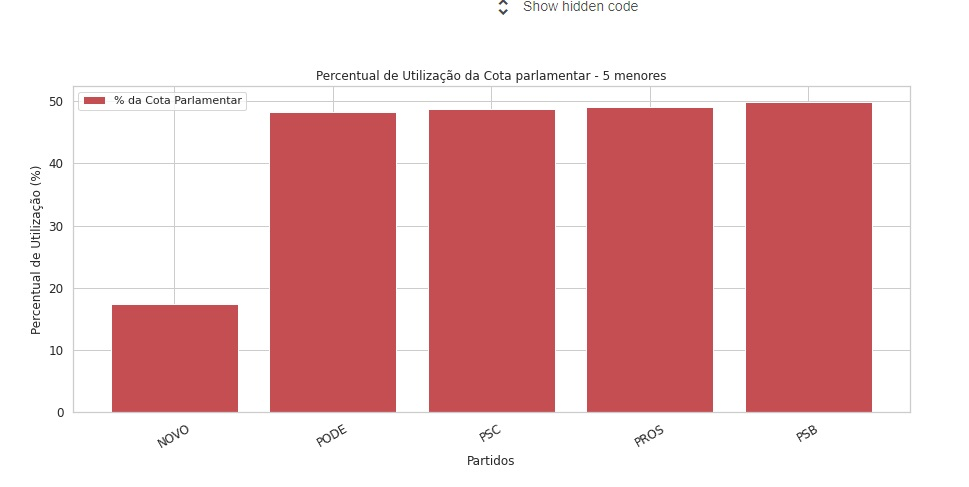 Show hidden code
Percentual de Utilização da Cota parlamentar - 5 menores
% da Cota Parlamentar
Percentual de Utilização (%)
50
40
30
20
10
0
NOVO
PODE
PSC
PROS
PSB
Partidos